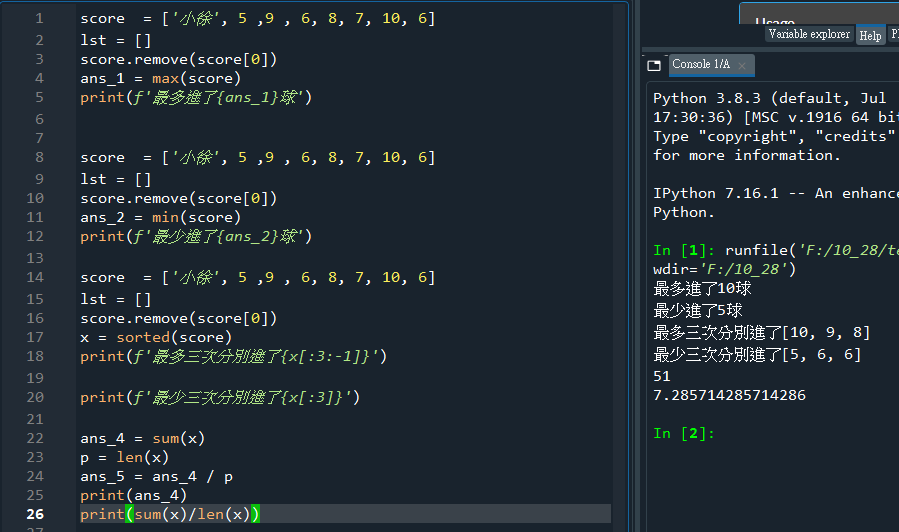 1 score  = ['小徐', 5 ,9 , 6, 8, 7, 10, 6]
2 lst = []
3 score.remove(score[0])
4 ans_1 = max(score)
5 print(f'最多進了{ans_1}球')
6
7
8 score  = ['小徐', 5 ,9 , 6, 8, 7, 10, 6]
9 lst = []
10 score.remove(score[0])
11 ans_2 = min(score)
12 print(f'最少進了{ans_2}球')
13
14 score  = ['小徐', 5 ,9 , 6, 8, 7, 10, 6]
15 lst = []
16 score.remove(score[0])
17 x = sorted(score)
18 print(f'最多三次分別進了{x[:3:-1]}')
19
20 print(f'最少三次分別進了{x[:3]}')
21
22 ans_4 = sum(x)
23 p = len(x)
24 ans_5 = ans_4 / p
25 print(ans_4)
26 print(sum(x)/len(x))
27
Usage
Variable explorer Help Pl
Console 1/A
Python 3.8.3 (default, Jul
17:30:36) [MSC v.1916 64 bit
Type "copyright", "credits"
for more information.
IPython 7.16.1 -- An enhance
Python.
In [1]: runfile('F:/10_28/te
wdir='F:/10_28')
最多進了10球
最少進了5球
最多三次分別進了[10, 9, 8]
最少三次分別進了[5, 6, 6]
51
7.285714285714286
In [2]: